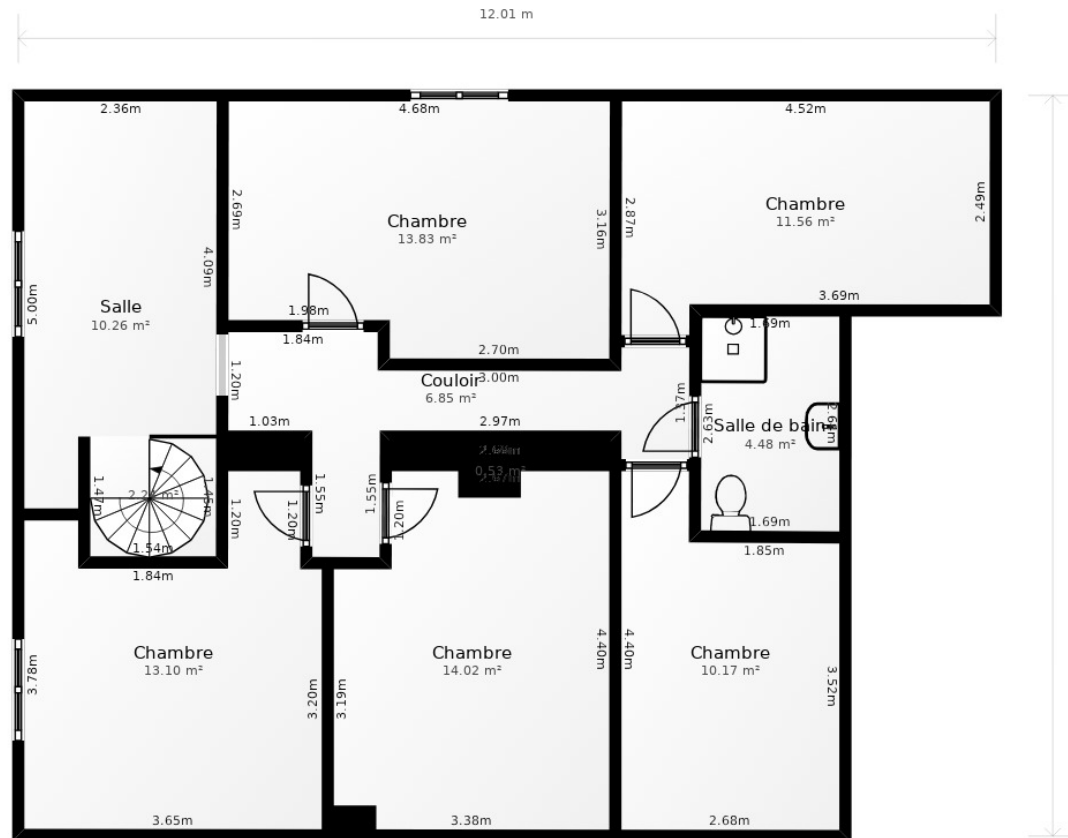 12.01 m
2.36m
4.68m
4.52m
2.69m
3.16m
2.87m
2.49m
Chambre
13.83 m²
Chambre
11.56 m²
4.09m
5.00m
Salle
10.26 m²
1.98m
1.84m
3.69m
1.69m
2.70m
3.00m
Couloir
6.85 m²
1.20m
1.03m
2.97m
1.37m
2.63m
Salle de bain
4.48 m²
0.53 m²
1.47m
1.45m
1.20m
1.20m
1.55m
1.55m
1.20m
1.54m
1.84m
1.69m
1.85m
Chambre
13.10 m²
Chambre
14.02 m²
Chambre
10.17 m²
3.78m
3.20m
3.19m
4.40m
4.40m
3.52m
3.65m
3.38m
2.68m